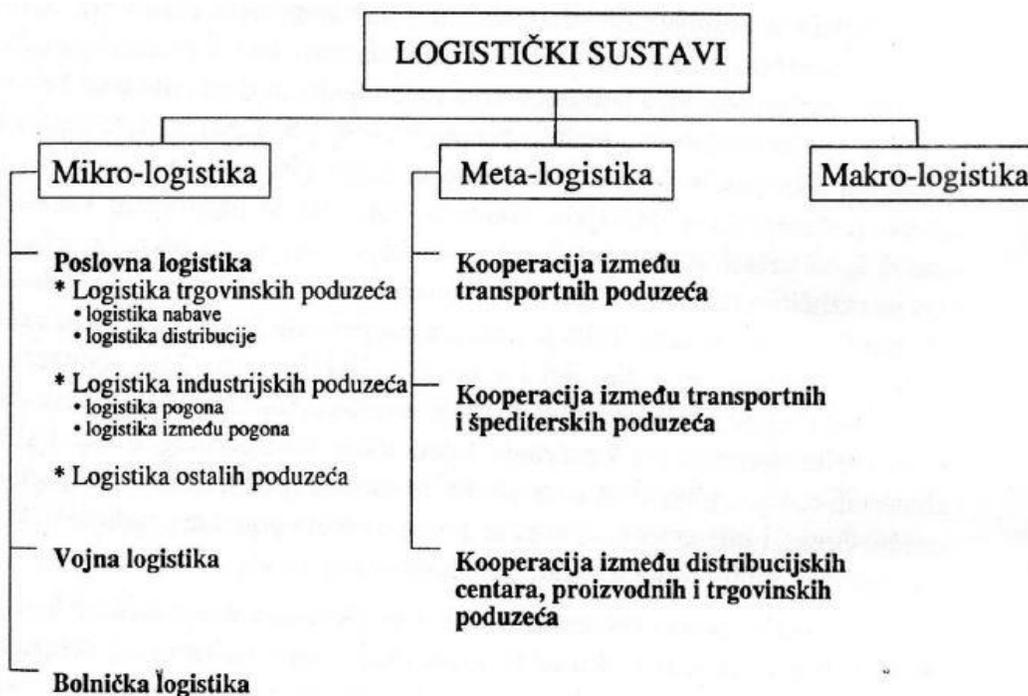 LOGISTIČKI SUSTAVI
Mikro-logistika
Poslovna logistika
* Logistika trgovinskih poduzeća
• logistika nabave
• logistika distribucije
* Logistika industrijskih poduzeća
• logistika pogona
• logistika između pogona
* Logistika ostalih poduzeća
Vojna logistika
Bolnička logistika
Meta-logistika
Kooperacija između
transportnih poduzeća
Kooperacija između transportnih
i špediterskih poduzeća
Kooperacija između distribucijskih
centara, proizvodnih i trgovinskih
poduzeća
Makro-logistika